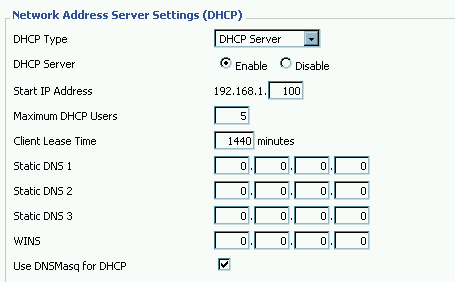 Network Address Server Settings (DHCP)
DHCP Type DHCP Server
DHCP Server Enable Disable
Start IP Address 192.168.1. 100
Maximum DHCP Users 5
Client Lease Time 1440 minutes
Static DNS 1 0 . 0 . 0 . 0
Static DNS 2 0 . 0 . 0 . 0
Static DNS 3 0 . 0 . 0 . 0
WINS 0 . 0 . 0 . 0
Use DNSMasq for DHCP